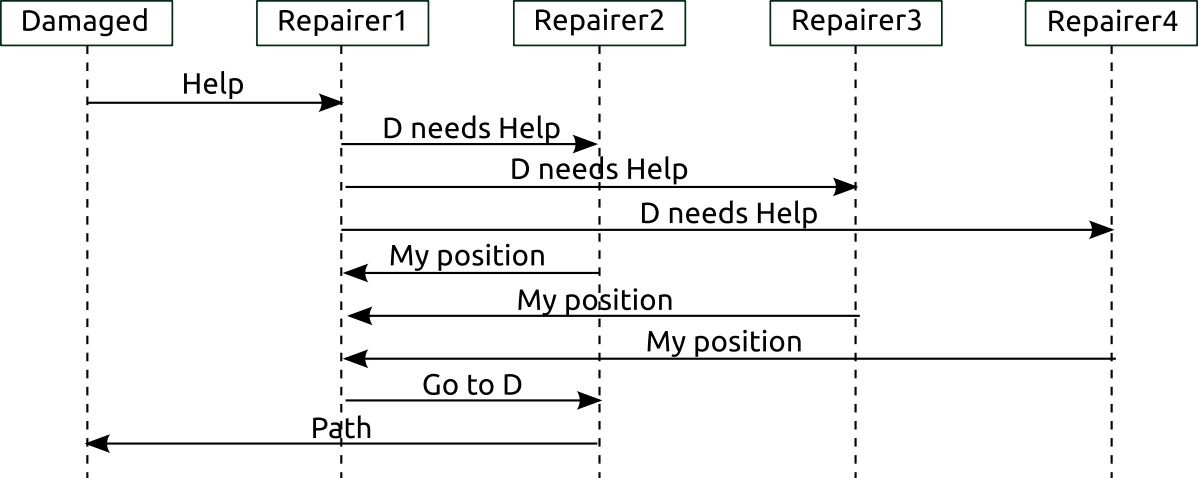 Damaged
Repairer1
Repairer2
Repairer3
Repairer4
Help
D needs Help
D needs Help
D needs Help
My position
My position
My position
Go to D
Path